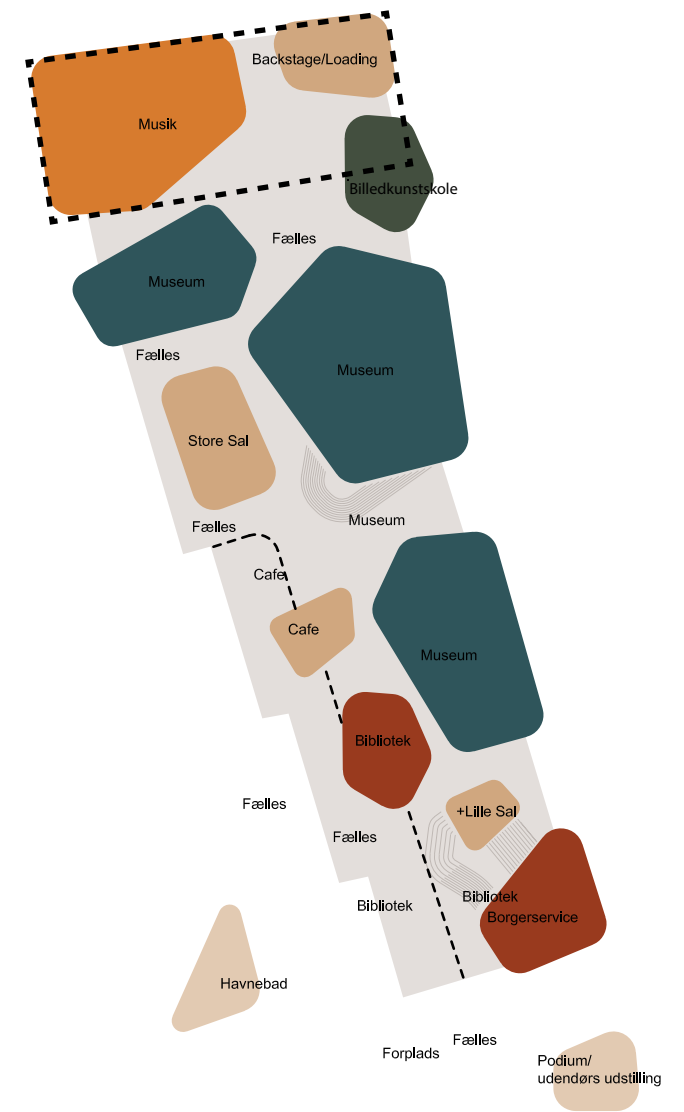 Backstage/Loading
Musik
Billedkunstskole
Fælles
Museum
Fælles
Museum
Store Sal
Museum
Fælles
Cafe
Cafe
Museum
Bibliotek
Fælles
+Lille Sal
Fælles
Bibliotek
Bibliotek
Borgerservice
Havnebad
Fælles
Forplads
Podium/
udendørs udstilling